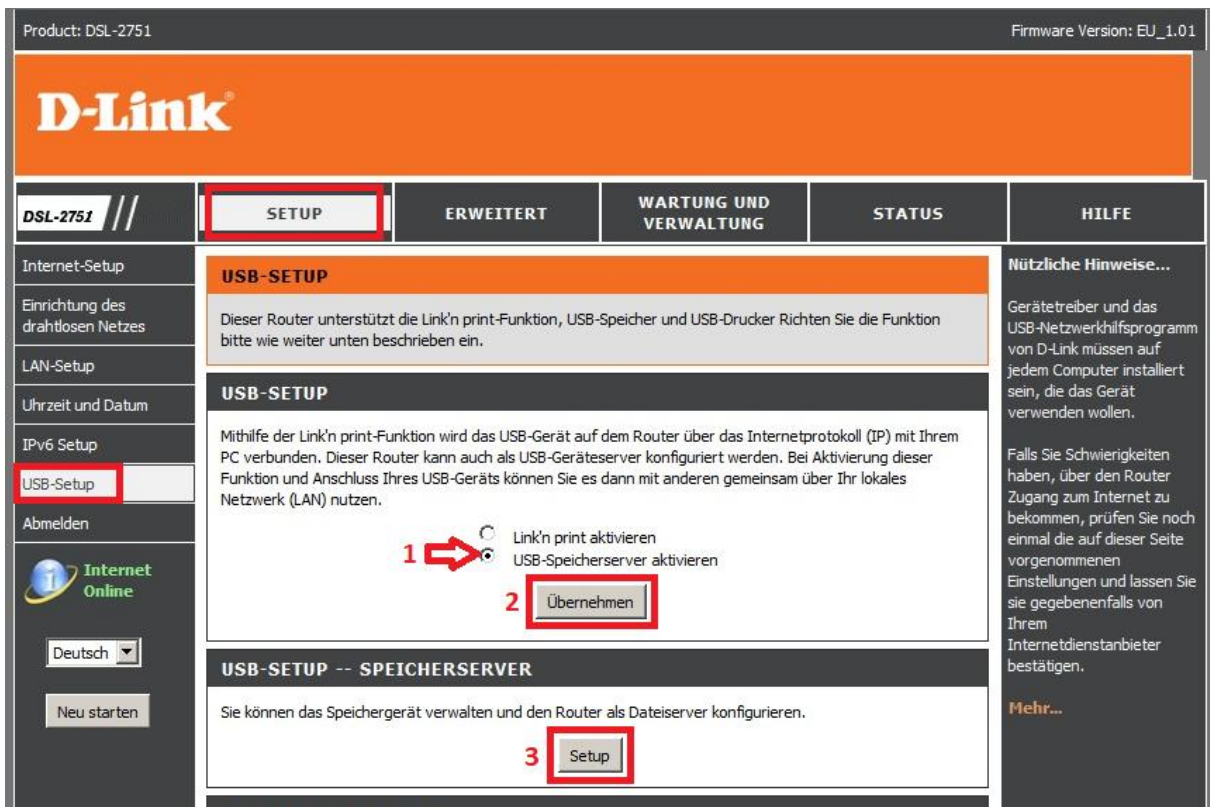 Product: DSL-2751
Firmware Version: EU_1.01
D-Link®
DSL-2751
SETUP
ERWEITERT
WARTUNG UND
VERWALTUNG
STATUS
HILFE
Internet-Setup
Einrichtung des
drahtlosen Netzes
LAN-Setup
Uhrzeit und Datum
IPv6 Setup
USB-Setup
Abmelden
Internet
Online
Deutsch
Neu starten
USB-SETUP
Dieser Router unterstützt die Link'n print-Funktion, USB-Speicher und USB-Drucker Richten Sie die Funktion
bitte wie weiter unten beschrieben ein.
USB-SETUP
Mithilfe der Link'n print-Funktion wird das USB-Gerät auf dem Router über das Internetprotokoll (IP) mit Ihrem
PC verbunden. Dieser Router kann auch als USB-Geräteserver konfiguriert werden. Bei Aktivierung dieser
Funktion und Anschluss Ihres USB-Geräts können Sie es dann mit anderen gemeinsam über Ihr lokales
Netzwerk (LAN) nutzen.
Link'n print aktivieren
1 USB-Speicherserver aktivieren
2 Übernehmen
USB-SETUP -- SPEICHERSERVER
Sie können das Speichergerät verwalten und den Router als Dateiserver konfigurieren.
3 Setup
Nützliche Hinweise...
Gerätetreiber und das
USB-Netzwerkhilfsprogramm
von D-Link müssen auf
jedem Computer installiert
sein, die das Gerät
verwenden wollen.
Falls Sie Schwierigkeiten
haben, über den Router
Zugang zum Internet zu
bekommen, prüfen Sie noch
einmal die auf dieser Seite
vorgenommenen
Einstellungen und lassen Sie
sie gegebenenfalls von
Ihrem
Internetdienstanbieter
bestätigen.
Mehr...